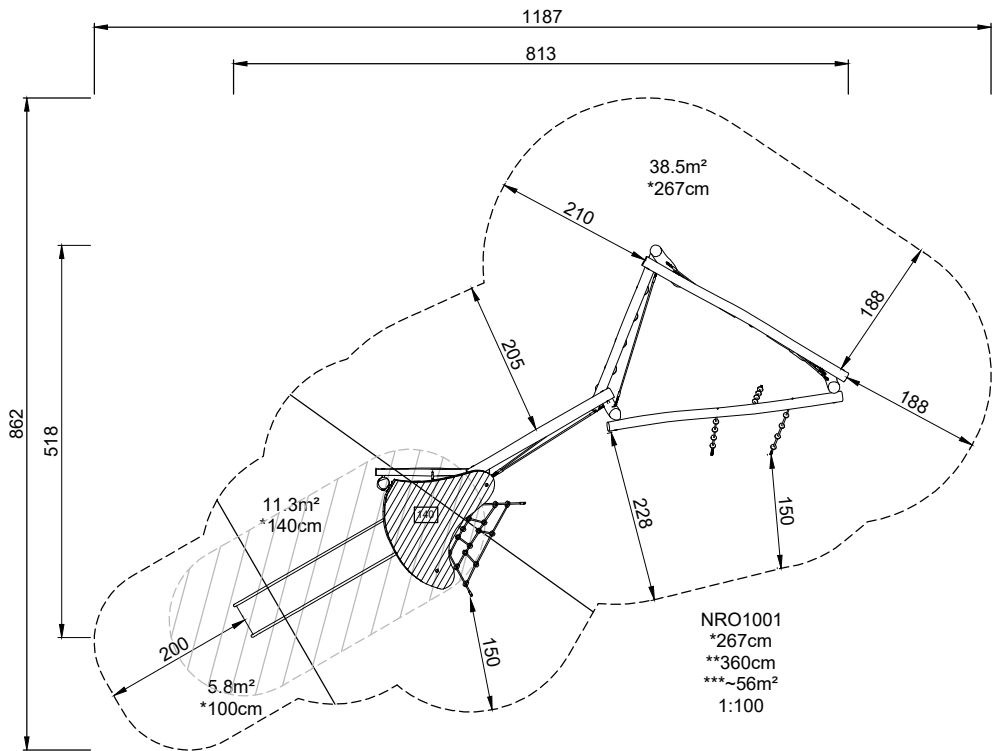 1187
813
38.5m²
*267cm
210
188
862
518
205
188
11.3m²
*140cm
140
228
150
200
150
5.8m²
*100cm
NRO1001
*267cm
**360cm
***~56m²
1:100